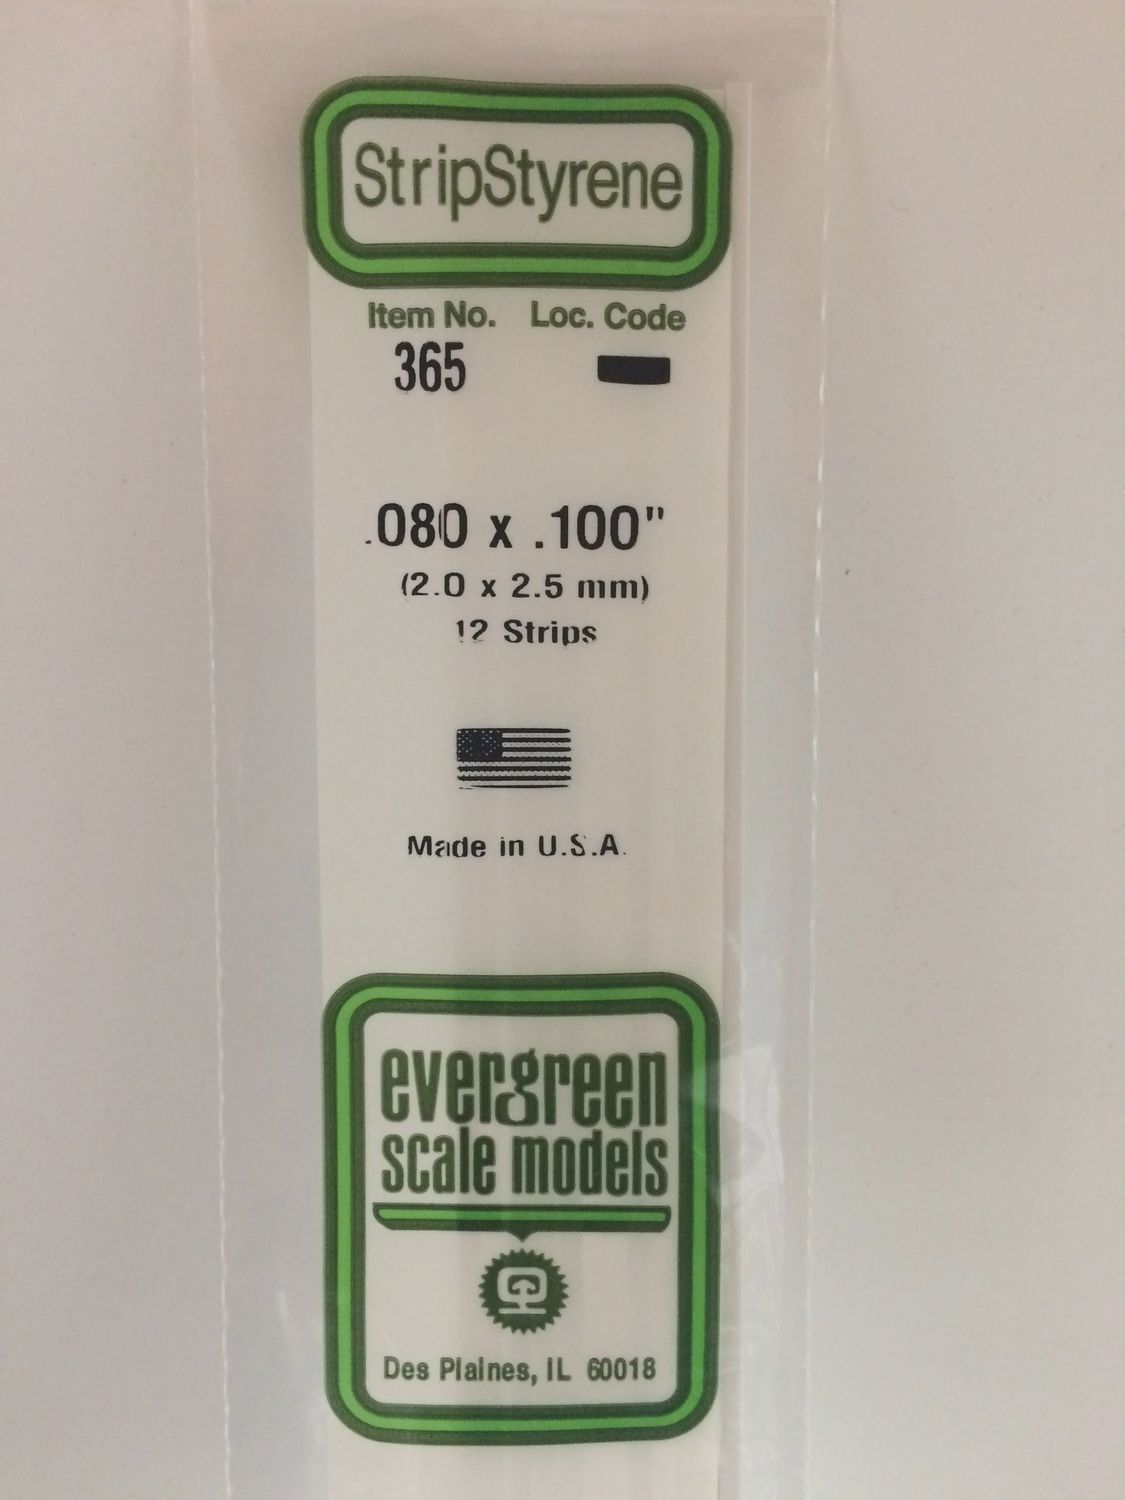 StripStyrene
Item No. Loc. Code
365
.080 x .100"
(2.0 x 2.5 mm)
12 Strips
Made in U.S.A.
evergreen
scale models
Des Plaines, IL 60018